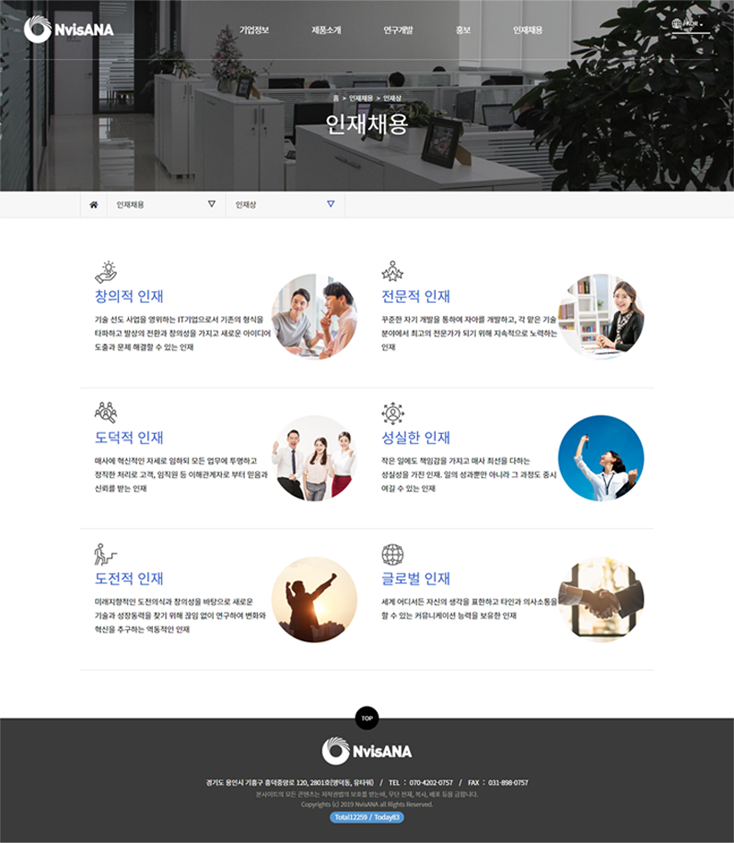 NvisANA
기업정보 제품소개 연구개발 홍보 인재채용 KOR
홈 > 인재채용 > 인재상
인재채용
인재채용 인재상
창의적 인재
기술 선도 사업을 영위하는 IT기업으로서 기존의 형식을
타파하고 발상의 전환과 창의성을 가지고 새로운 아이디어
도출과 문제 해결할 수 있는 인재
전문적 인재
꾸준한 자기 개발을 통하여 자아를 개발하고, 각 맡은 기술
분야에서 최고의 전문가가 되기 위해 지속적으로 노력하는
인재
도덕적 인재
매사에 혁신적인 자세로 임하되 모든 업무에 투명하고
정직한 처리로 고객, 임직원 등 이해관계자로 부터 믿음과
신뢰를 받는 인재
성실한 인재
작은 일에도 책임감을 가지고 매사 최선을 다하는
성실성을 가진 인재. 일의 성과뿐만 아니라 그 과정도 중시
여길 수 있는 인재
도전적 인재
미래지향적인 도전의식과 창의성을 바탕으로 새로운
기술과 성장동력을 찾기 위해 끊임 없이 연구하여 변화와
혁신을 추구하는 역동적인 인재
글로벌 인재
세계 어디서든 자신의 생각을 표현하고 타인과 의사소통을
할 수 있는 커뮤니케이션 능력을 보유한 인재
TOP
NvisANA
경기도 용인시 기흥구 흥덕중앙로 120, 2801호(영덕동, 유타워) / TEL : 070-4202-0757 / FAX : 031-898-0757
본사이트의 모든 콘텐츠는 저작권법의 보호를 받는바, 무단 전재, 복사, 배포 등을 금합니다.
Copyrights (c) 2019 NvisANA all Rights Reserved.
Total12259 / Today83